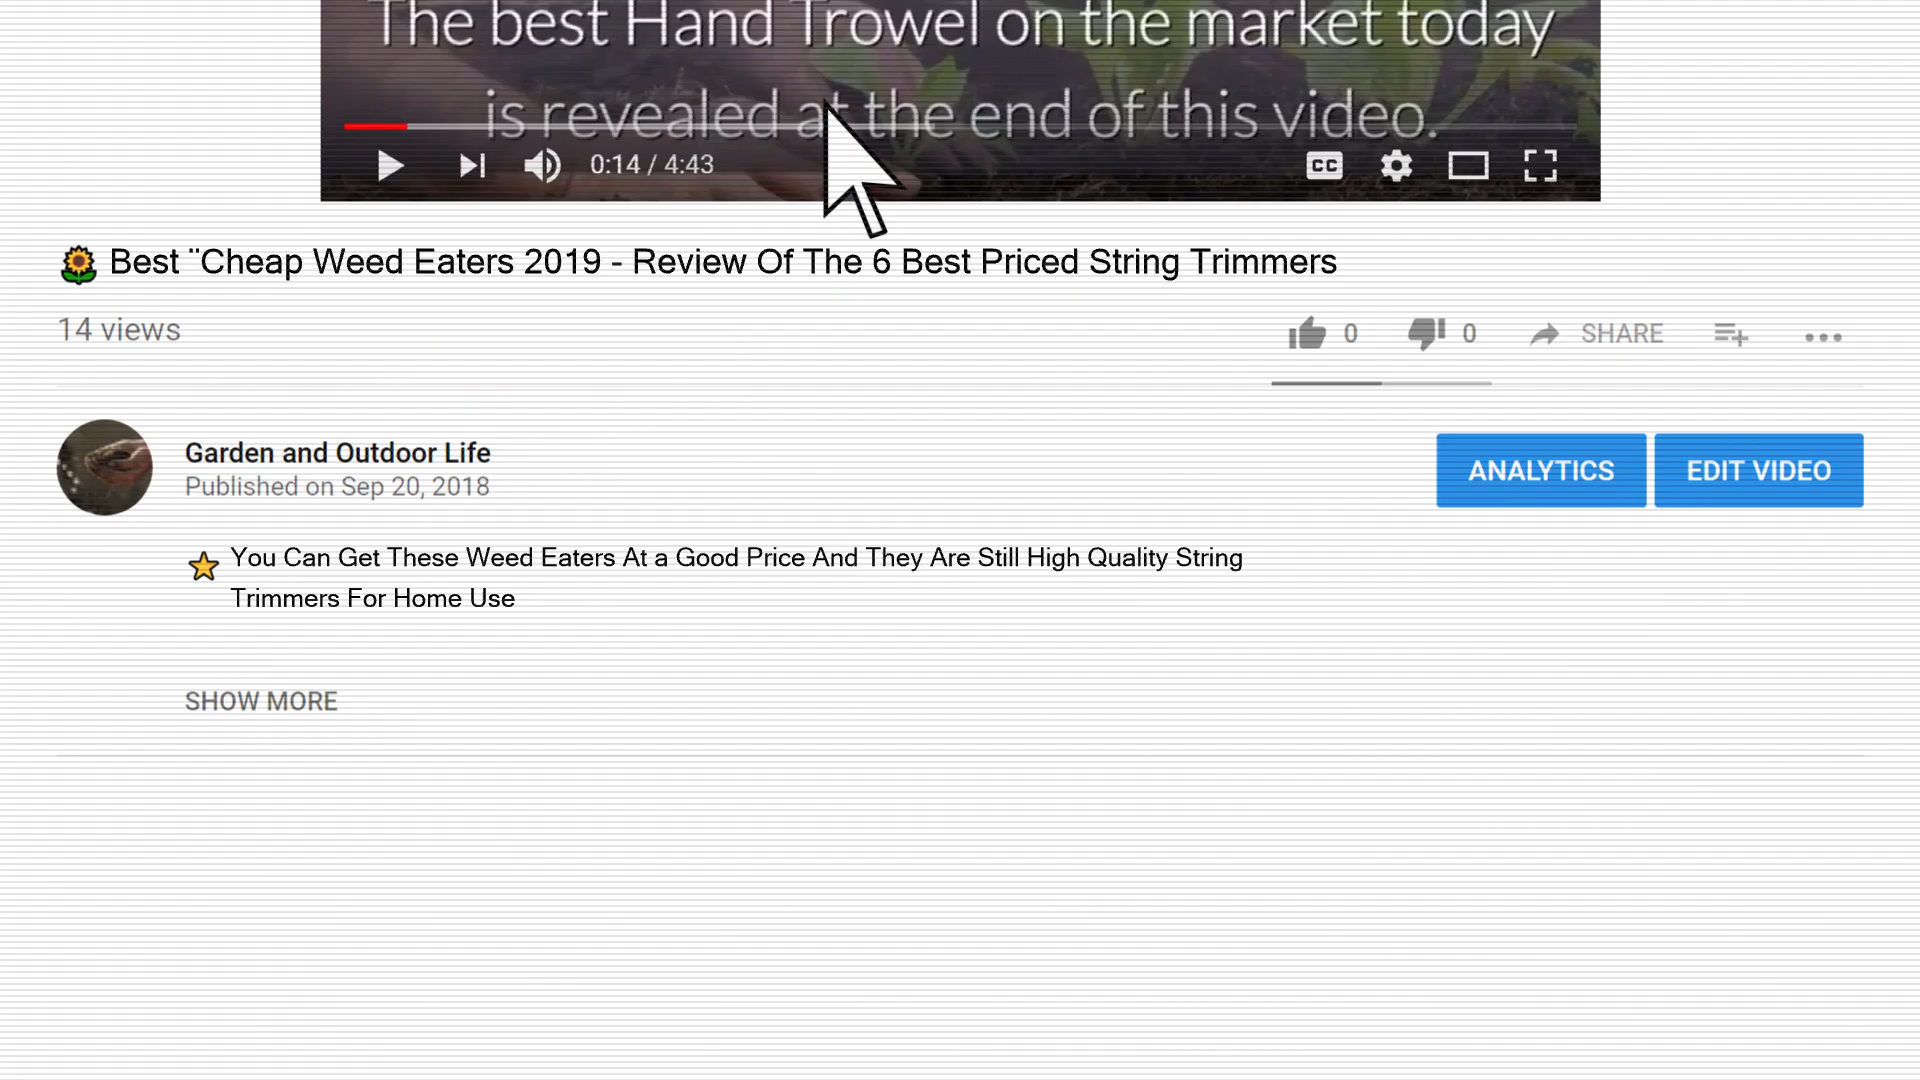 The best Hand Trowel on the market today
is revealed at the end of this video.
0:14 / 4:43
CC
Best ¨Cheap Weed Eaters 2019 - Review Of The 6 Best Priced String Trimmers
14 views
0 0 SHARE
Garden and Outdoor Life
Published on Sep 20, 2018
ANALYTICS EDIT VIDEO
You Can Get These Weed Eaters At a Good Price And They Are Still High Quality String
Trimmers For Home Use
SHOW MORE